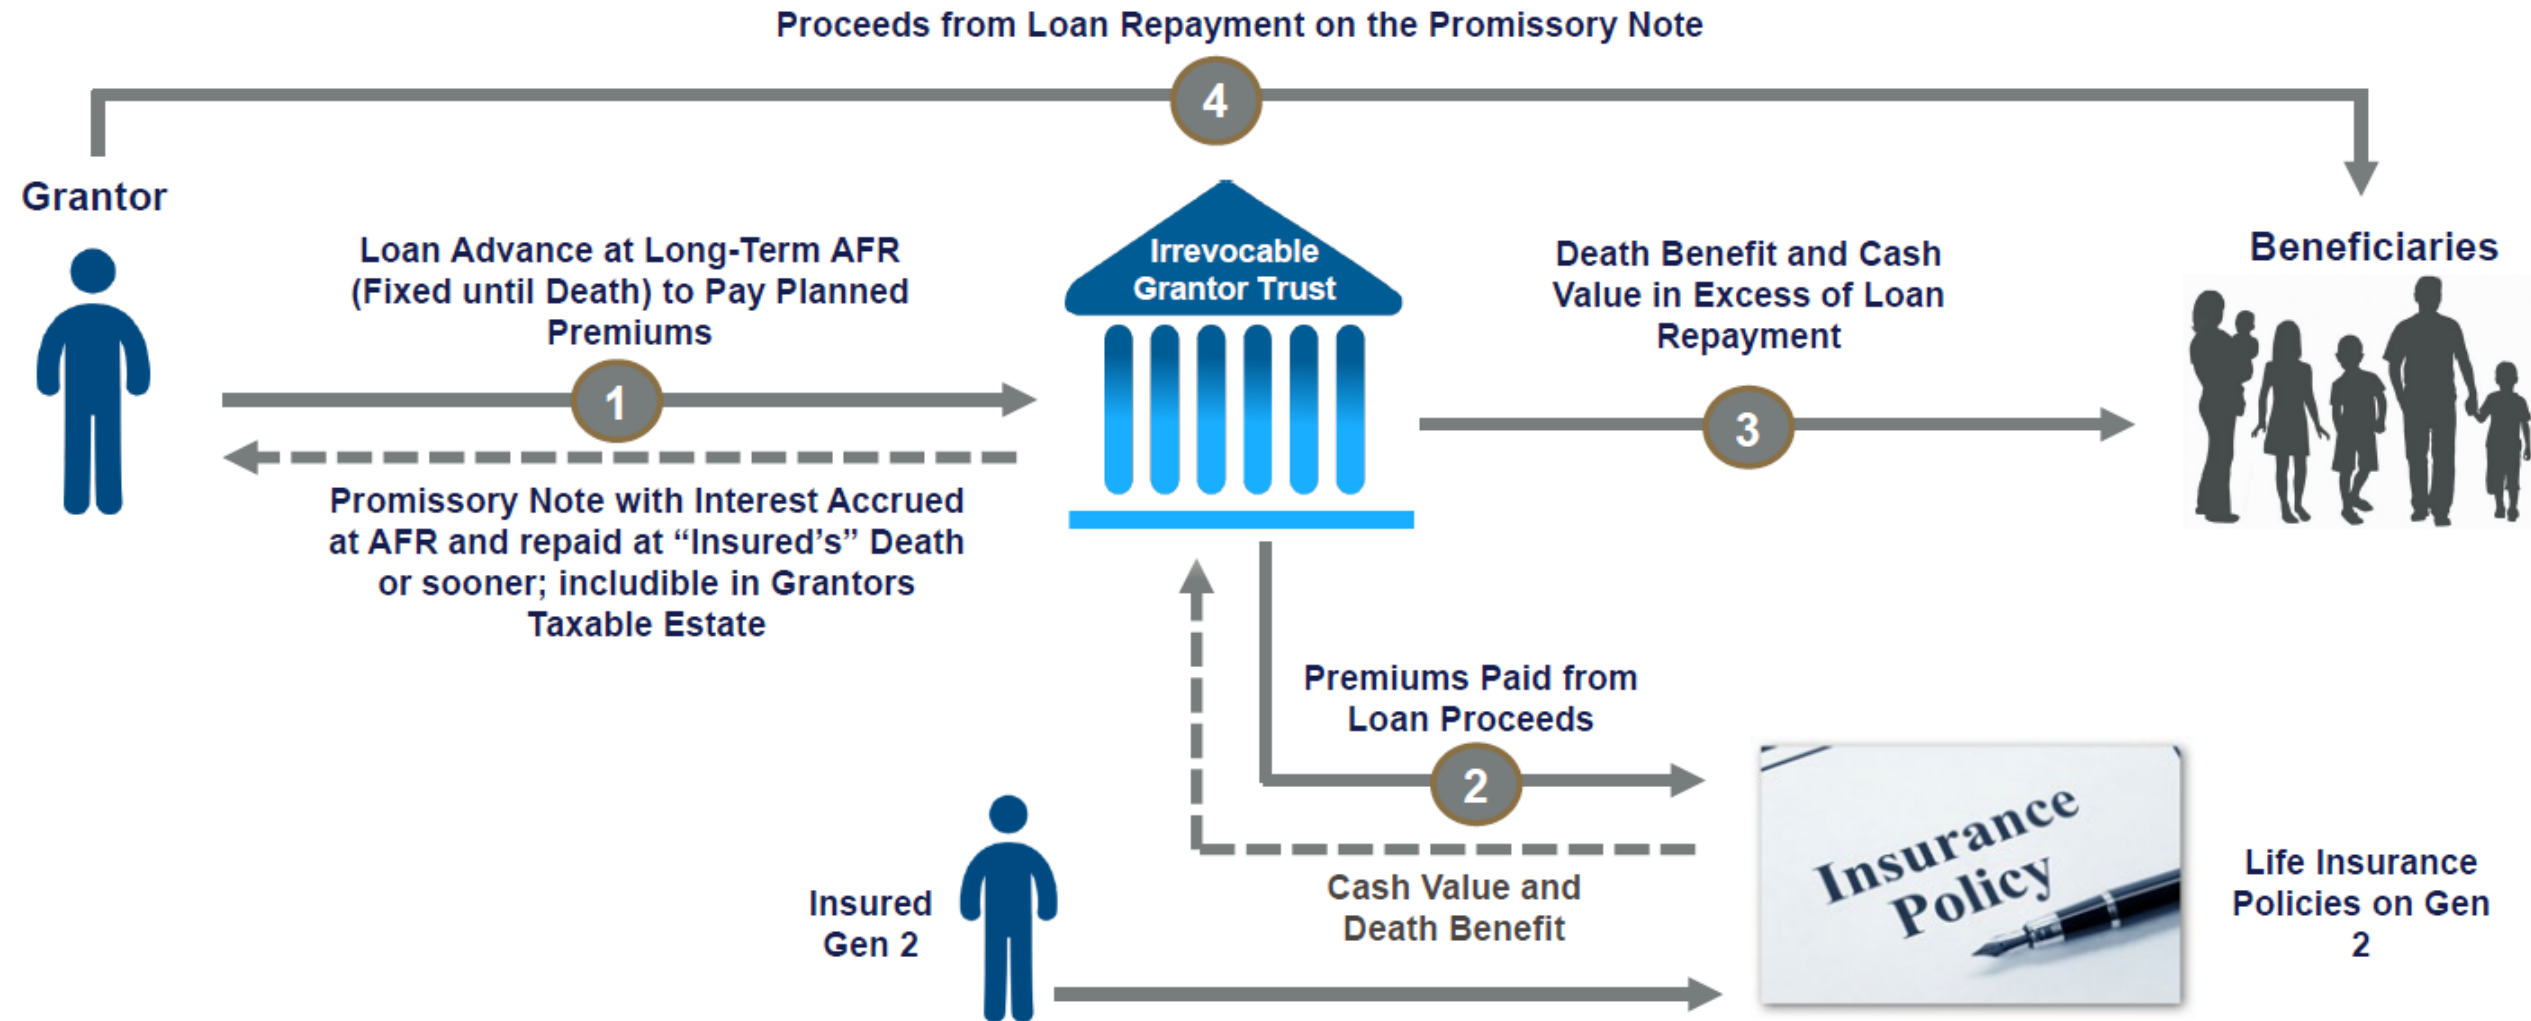 Proceeds from Loan Repayment on the Promissory Note
4
Grantor
Loan Advance at Long-Term AFR
(Fixed until Death) to Pay Planned
Premiums
1
Promissory Note with Interest Accrued
at AFR and repaid at “Insured’s” Death
or sooner; includible in Grantors
Taxable Estate
Irrevocable
Grantor Trust
Death Benefit and Cash
Value in Excess of Loan
Repayment
3
Beneficiaries
Premiums Paid from
Loan Proceeds
2
Cash Value and
Death Benefit
Insured
Gen 2
Insurance
Policy
Life Insurance
Policies on Gen
2